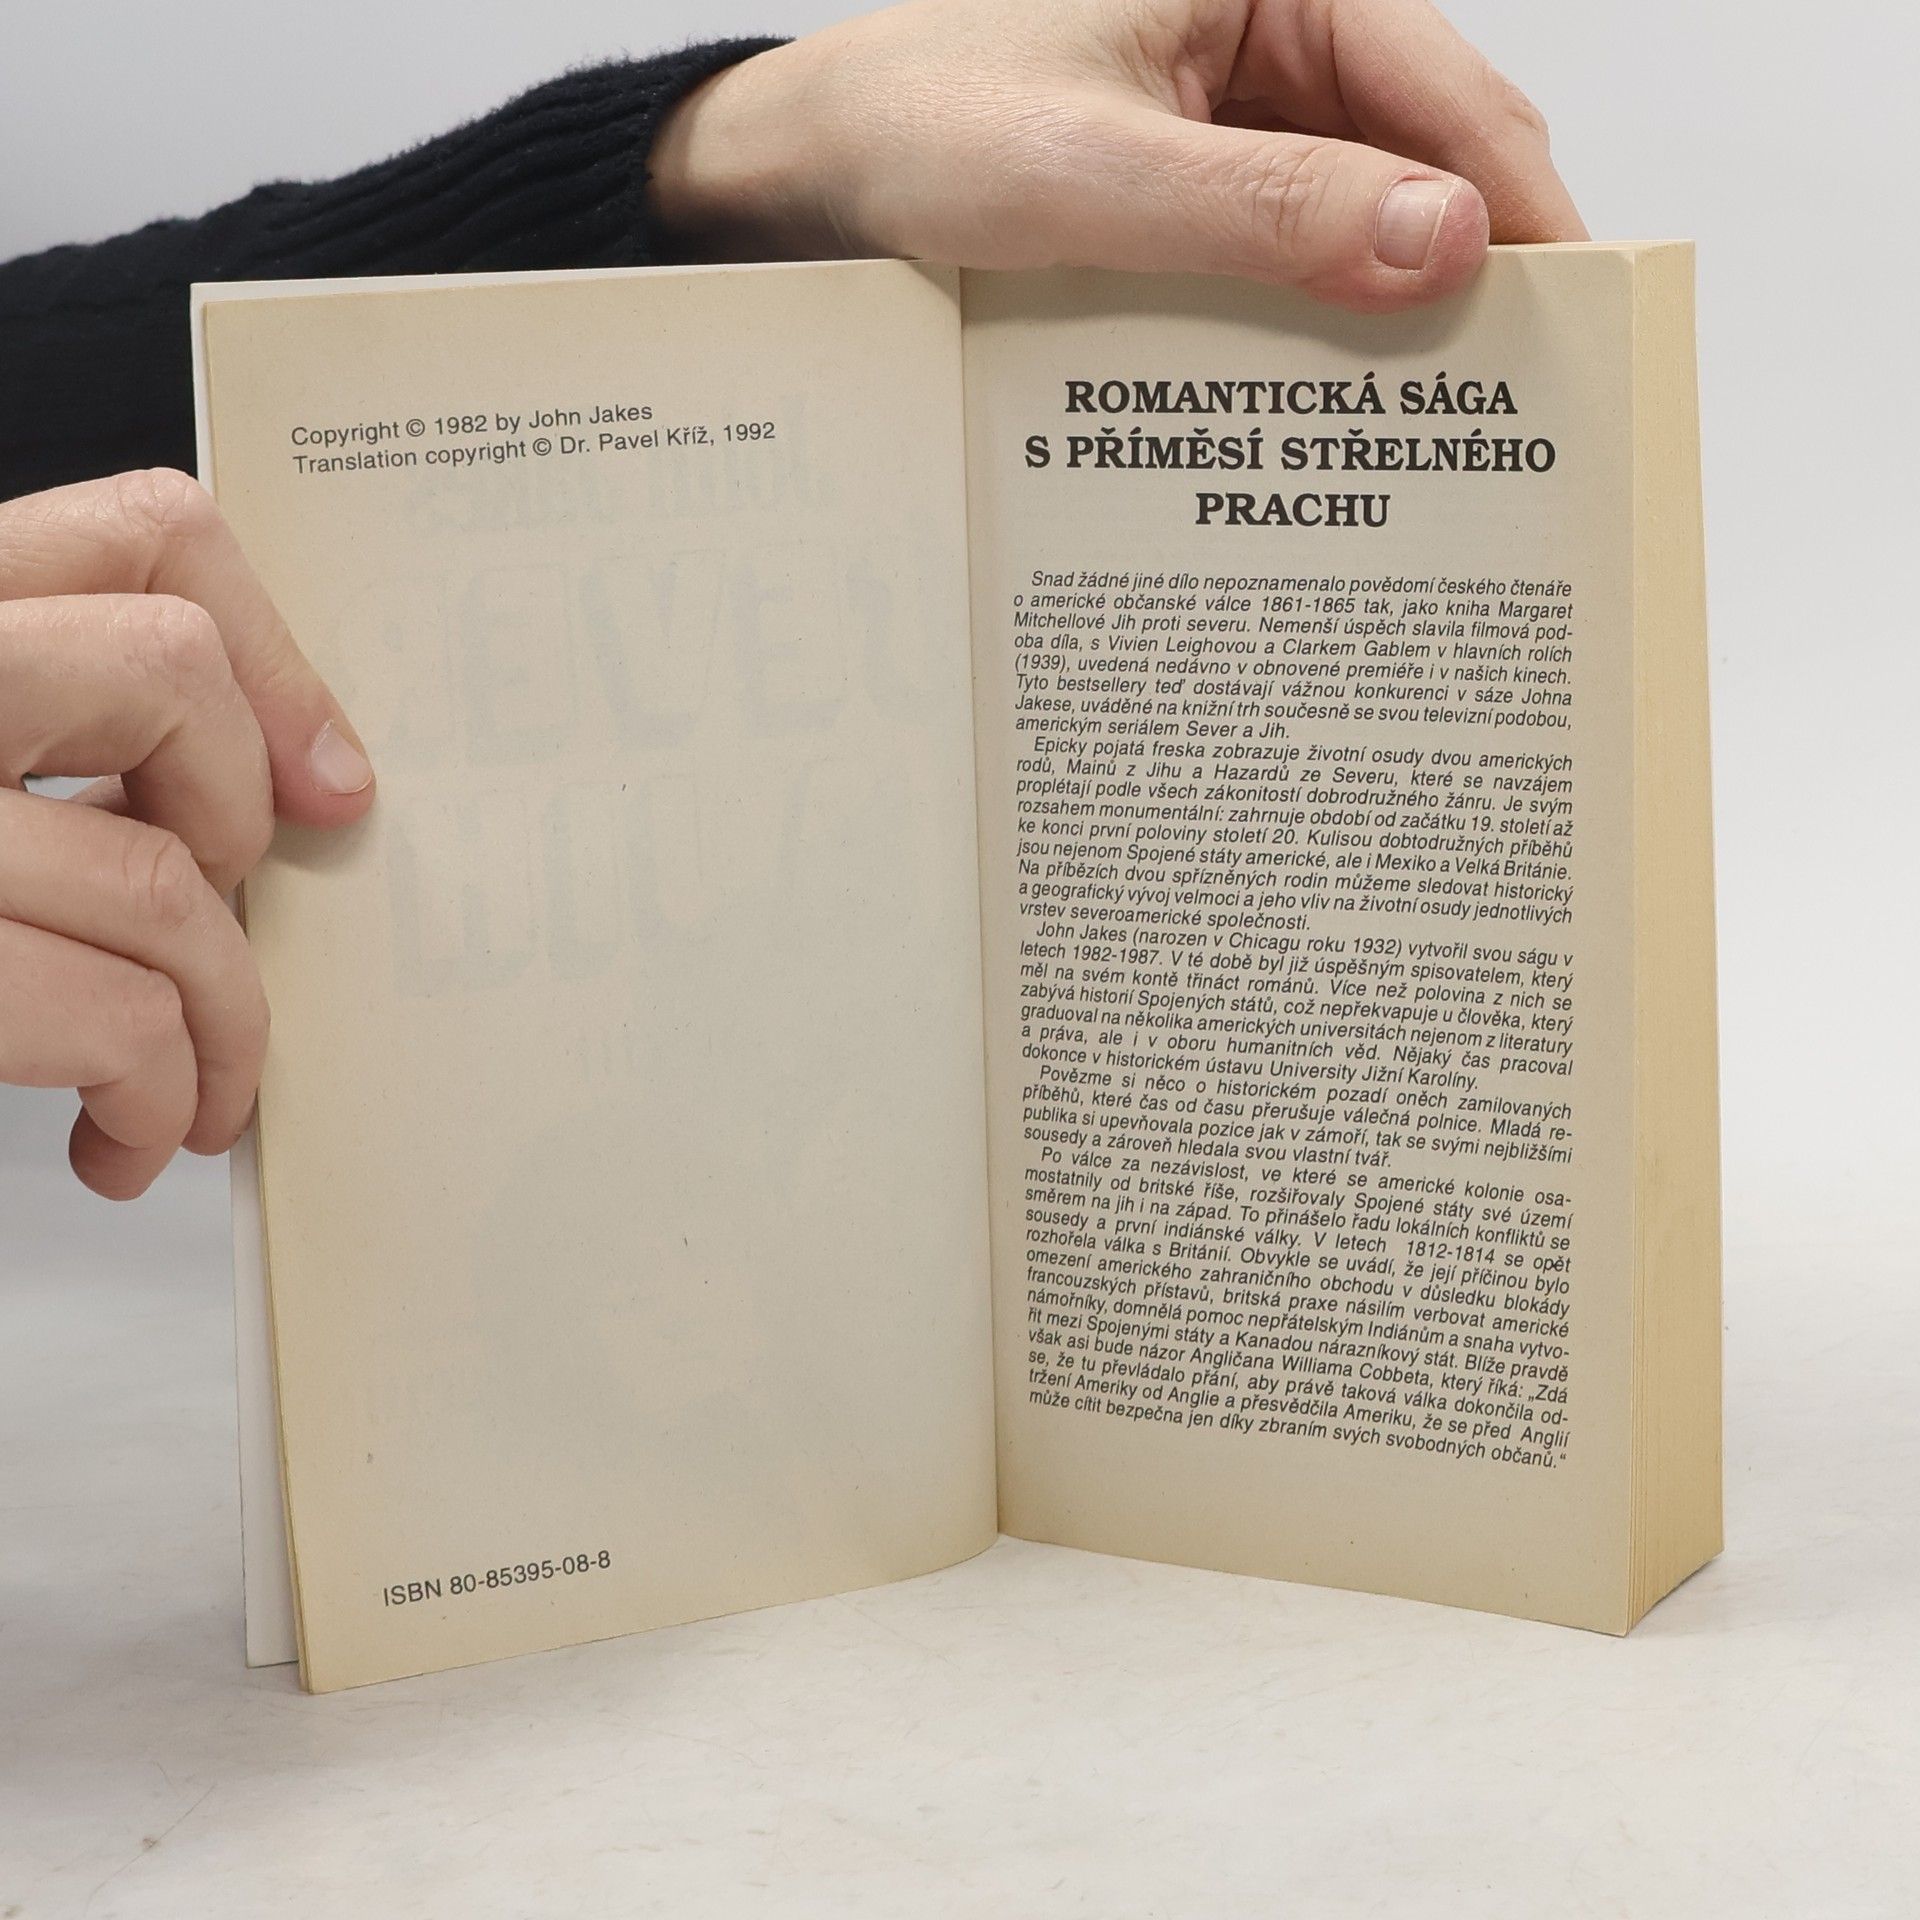 Copyright © 1982 by John Jakes
Translation copyright © Dr. Pavel Kříž, 1992
ISBN 80-85395-08-8
ROMANTICKÁ SÁGA
S PŘÍMĚSÍ STŘELNÉHO
PRACHU
Snad žádné jiné dílo nepoznamenalo povědomí českého čtenáře
o americké občanské válce 1861-1865 tak, jako kniha Margaret
Mitchellové Jih proti severu. Nemenší úspěch slavila filmová pod-
oba díla, s Vivien Leighovou a Clarkem Gablem v hlavních rolích
(1939), uvedená nedávno v obnovené premiéře i v našich kinech.
Tyto bestsellery teď dostávají vážnou konkurenci v sáze Johna
Jakese, uváděné na knižní trh současně se svou televizní podobou,
americkým seriálem Sever a Jih.
Epicky pojatá freska zobrazuje životní osudy dvou amerických
rodů, Mainů z Jihu a Hazardů ze Severu, které se navzájem
proplétají podle všech zákonitostí dobrodružného žánru. Je svým
rozsahem monumentální: zahrnuje období od začátku 19. století až
ke konci první poloviny století 20. Kulisou dobtodružných příběhů
jsou nejenom Spojené státy americké, ale i Mexiko a Velká Británie.
Na příbězích dvou spřízněných rodin můžeme sledovat historický
a geografický vývoj velmoci a jeho vliv na životní osudy jednotlivých
vrstev severoamerické společnosti.
John Jakes (narozen v Chicagu roku 1932) vytvořil svou ságu v
letech 1982-1987. V té době byl již úspěšným spisovatelem, který
měl na svém kontě třináct románů. Více než polovina z nich se
zabývá historií Spojených států, což nepřekvapuje u člověka, který
graduoval na několika amerických universitách nejenom z literatury
a práva, ale i v oboru humanitních věd. Nějaký čas pracoval
dokonce v historickém ústavu University Jižní Karolíny.
Povězme si něco o historickém pozadí oněch zamilovaných
příběhů, které čas od času přerušuje válečná polnice. Mladá re-
publika si upevňovala pozice jak v zámoří, tak se svými nejbližšími
sousedy a zároveň hledala svou vlastní tvář.
Po válce za nezávislost, ve které se americké kolonie osa-
mostatnily od britské říše, rozšiřovaly Spojené státy své území
směrem na jih i na západ. To přinášelo řadu lokálních konfliktů se
sousedy a první indiánské války. V letech 1812-1814 se opět
rozhořela válka s Británií. Obvykle se uvádí, že její příčinou bylo
omezení amerického zahraničního obchodu v důsledku blokády
francouzských přístavů, britská praxe násilím verbovat americké
námořníky, domnělá pomoc nepřátelským Indiánům a snaha vytvo-
řit mezi Spojenými státy a Kanadou nárazníkový stát. Blíže pravdě
však asi bude názor Angličana Williama Cobbeta, který říká: „Zdá
se, že tu převládalo přání, aby právě taková válka dokončila od-
tržení Ameriky od Anglie a přesvědčila Ameriku, že se před Anglií
může cítit bezpečna jen díky zbraním svých svobodných občanů.“